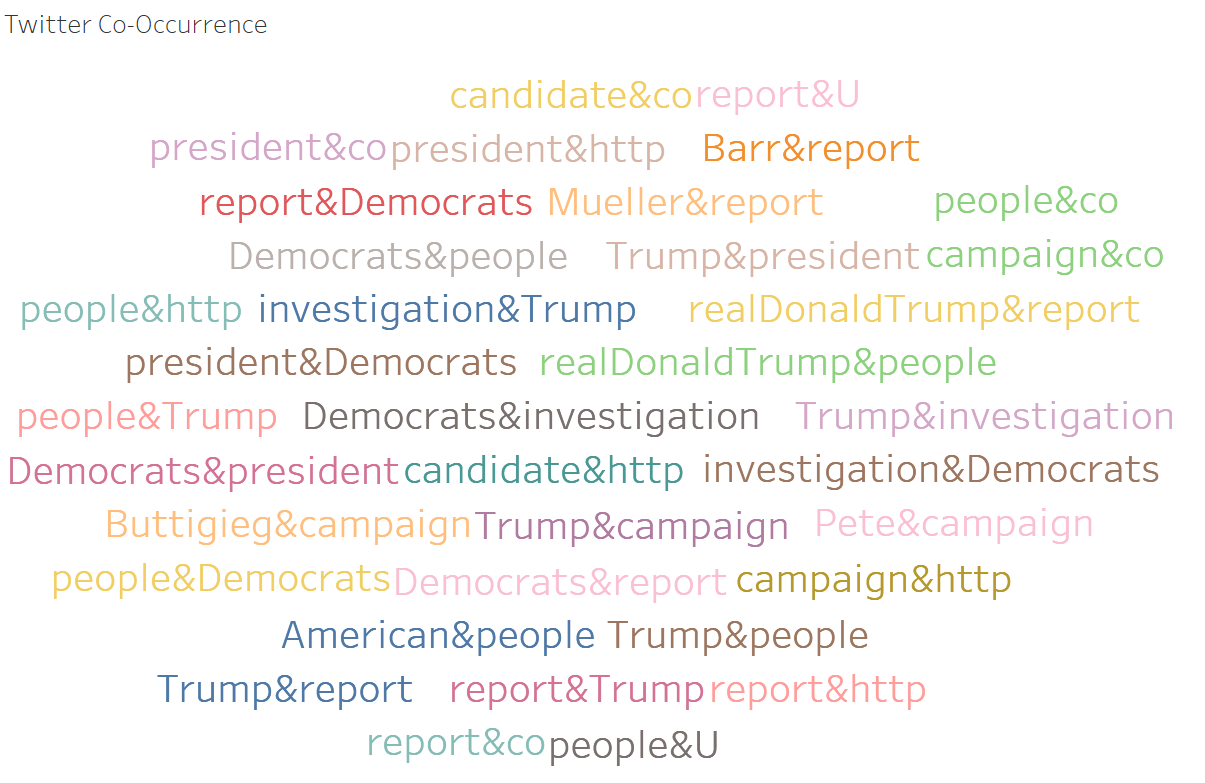 Twitter Co-Occurrence
candidate&co report&U
president&co president&http Barr&report
report&Democrats Mueller&report people&co
Democrats&people Trump&president campaign&co
people&http investigation&Trump realDonaldTrump&report
president&Democrats realDonaldTrump&people
people&Trump Democrats&investigation Trump&investigation
Democrats&president candidate&http investigation&Democrats
Buttigieg&campaign Trump&campaign Pete&campaign
people&Democrats Democrats&report campaign&http
American&people Trump&people
Trump&report report&Trump report&http
report&co people&U